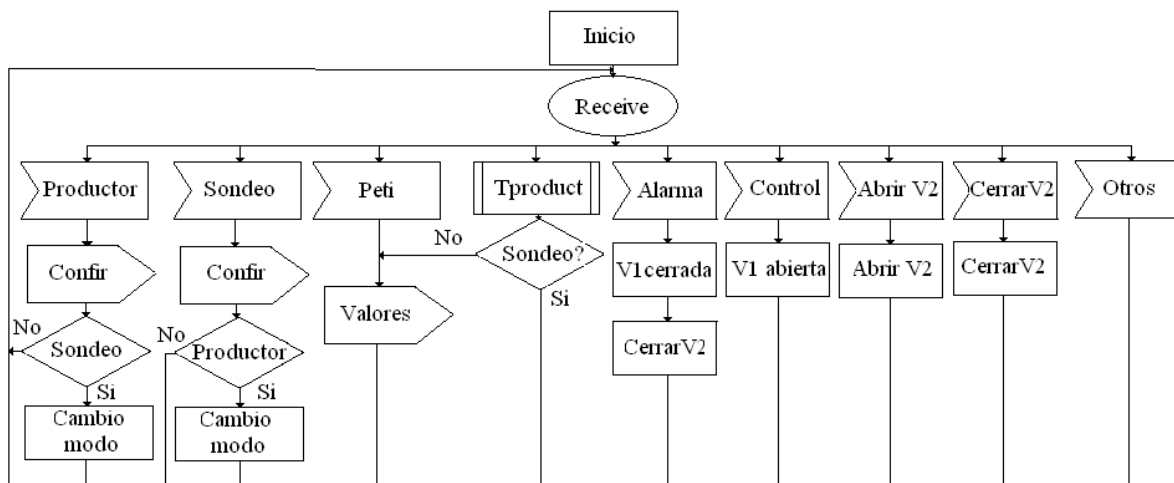 Inicio
Receive
Productor
Sondeo
Peti
Tproduct
Alarma
Control
Abrir V2
CerrarV2
Otros
Confir
Confir
No
Sondeo?
Si
V1cerrada
V1 abierta
Abrir V2
CerrarV2
Valores
No
Sondeo
Si
No
Productor
Si
CerrarV2
Cambio
modo
Cambio
modo